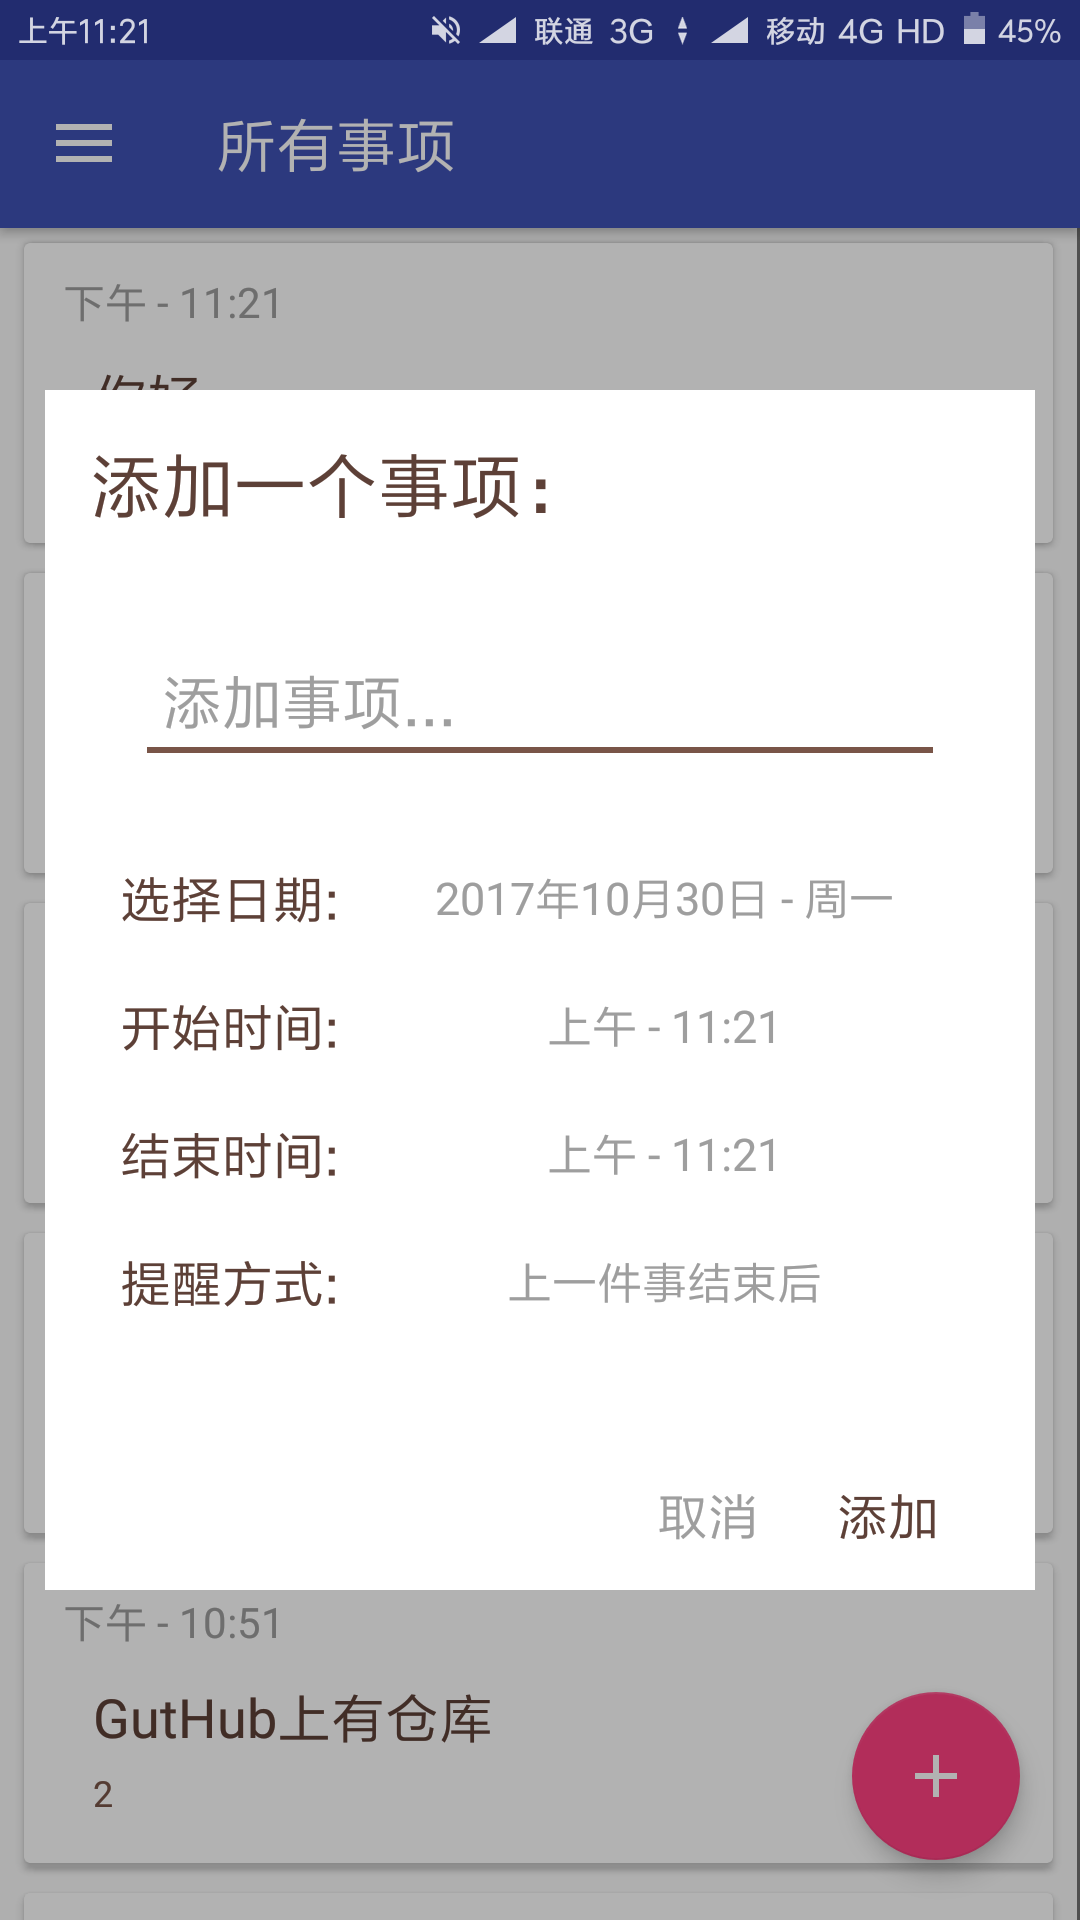 上午11:21 联通 3G 移动 4G HD 45%
所有事项
下午 - 11:21
你好
添加一个事项:
添加事项...
选择日期: 2017年10月30日 - 周一
开始时间: 上午 - 11:21
结束时间: 上午 - 11:21
提醒方式: 上一件事结束后
取消 添加
下午 - 10:51
GutHub上有仓库
2